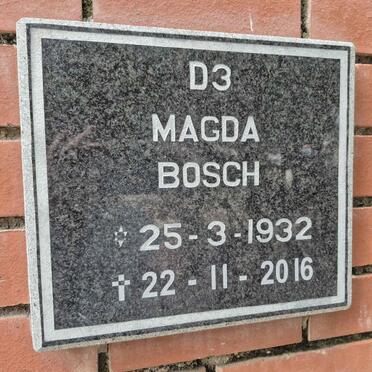 D3
MAGDA
BOSCH
✡ 25-3-1932
✝ 22-11-2016